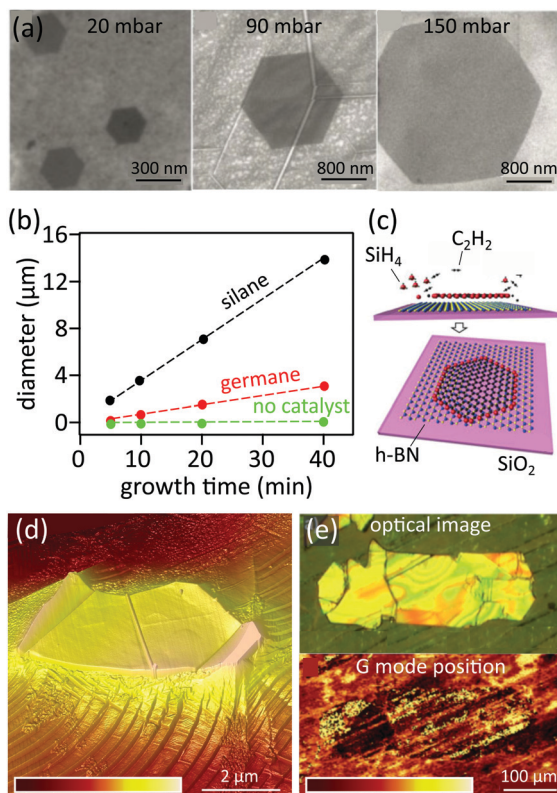 (a)
20 mbar
90 mbar
150 mbar
300 nm
800 nm
800 nm
(b)
16
12
8
4
0
diameter (μm)
silane
germane
no catalyst
0
10
20
30
40
growth time (min)
(c)
C2H2
SiH4
h-BN
SiO2
(d)
2 μm
(e)
optical image
G mode position
100 μm